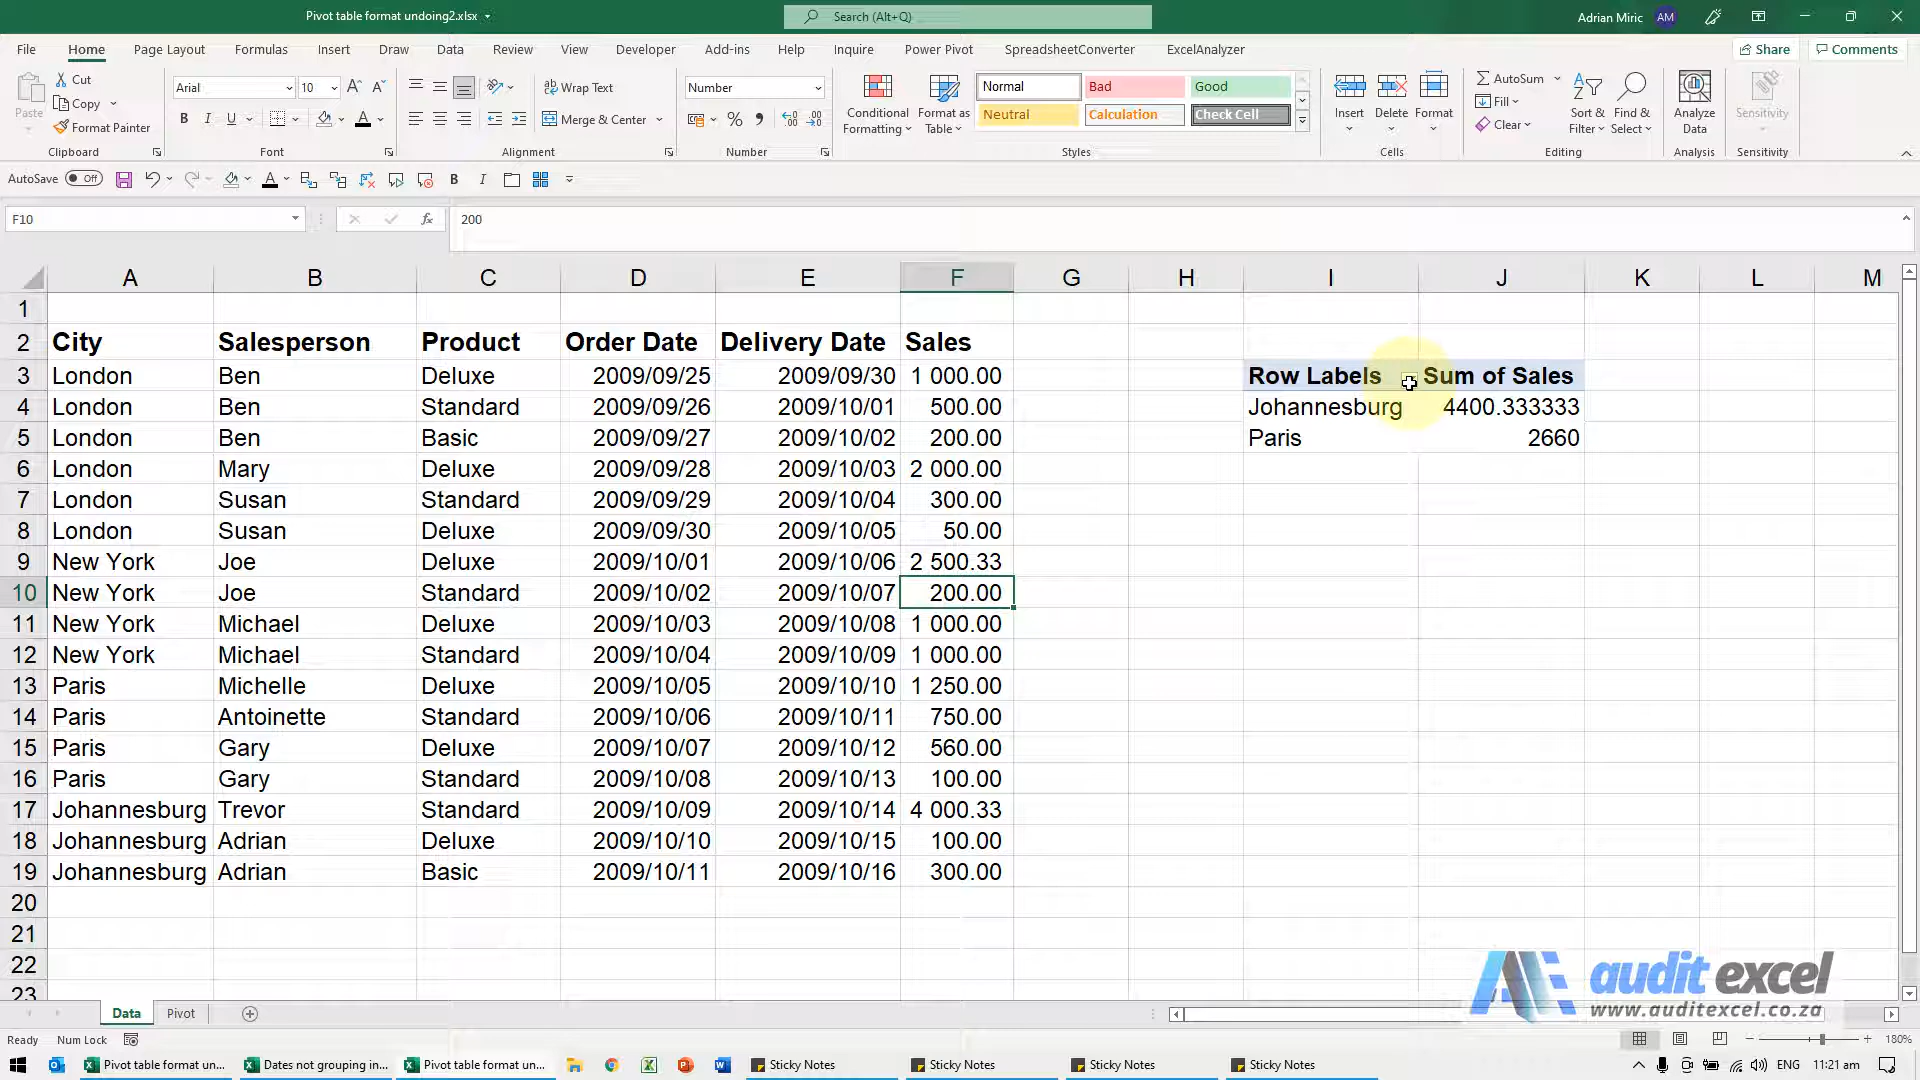 Pivot table format undoing2.xlsx
Search (Alt+Q)
Adrian Miric AM
File Home Page Layout Formulas Insert Draw Data Review View Developer Add-ins Help Inquire Power Pivot SpreadsheetConverter ExcelAnalyzer Share Comments
Paste Cut Copy Format Painter Clipboard
Arial 10 B I U Font
Wrap Text Merge & Center Alignment
Number % Number
Conditional Formatting Format as Table
Normal Bad Good
Neutral Calculation Check Cell
Styles
Insert Delete Format Cells
AutoSum Fill Clear Sort & Filter Find & Select Editing
Analyze Data Analysis
Sensitivity Sensitivity
AutoSave Off B I
F10 fx 200
A B C D E F G H I J K L M
1
2 City Salesperson Product Order Date Delivery Date Sales
3 London Ben Deluxe 2009/09/25 2009/09/30 1 000.00 Row Labels Sum of Sales
4 London Ben Standard 2009/09/26 2009/10/01 500.00 Johannesburg 4400.333333
5 London Ben Basic 2009/09/27 2009/10/02 200.00 Paris 2660
6 London Mary Deluxe 2009/09/28 2009/10/03 2 000.00
7 London Susan Standard 2009/09/29 2009/10/04 300.00
8 London Susan Deluxe 2009/09/30 2009/10/05 50.00
9 New York Joe Deluxe 2009/10/01 2009/10/06 2 500.33
10 New York Joe Standard 2009/10/02 2009/10/07 200.00
11 New York Michael Deluxe 2009/10/03 2009/10/08 1 000.00
12 New York Michael Standard 2009/10/04 2009/10/09 1 000.00
13 Paris Michelle Deluxe 2009/10/05 2009/10/10 1 250.00
14 Paris Antoinette Standard 2009/10/06 2009/10/11 750.00
15 Paris Gary Deluxe 2009/10/07 2009/10/12 560.00
16 Paris Gary Standard 2009/10/08 2009/10/13 100.00
17 Johannesburg Trevor Standard 2009/10/09 2009/10/14 4 000.33
18 Johannesburg Adrian Deluxe 2009/10/10 2009/10/15 100.00
19 Johannesburg Adrian Basic 2009/10/11 2009/10/16 300.00
20
21
22
23
audit excel
www.auditexcel.co.za
Data Pivot
Ready Num Lock 180%
Pivot table format un... Dates not grouping in... Pivot table format un... Sticky Notes Sticky Notes Sticky Notes Sticky Notes ENG 11:21 am